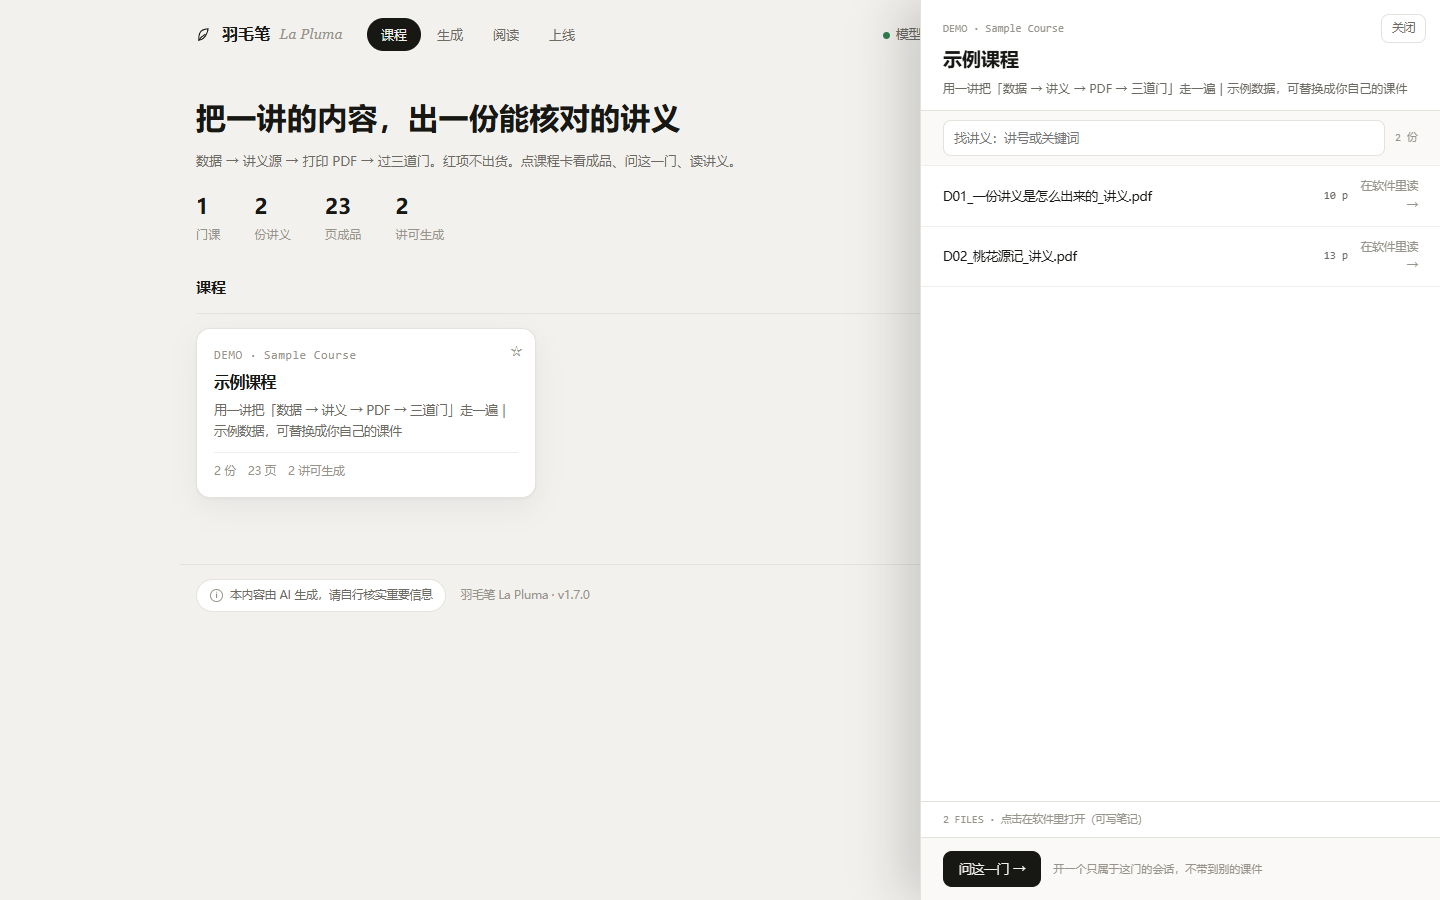 羽毛笔 La Pluma 课程 生成 阅读 上线 模型
把一讲的内容，出一份能核对的讲义
数据 → 讲义源 → 打印 PDF → 过三道门。红项不出货。点课程卡看成品、问这一门、读讲义。
1 2 23 2
门课 份讲义 页成品 讲可生成
课程
DEMO · Sample Course ☆
示例课程
用一讲把「数据 → 讲义 → PDF → 三道门」走一遍 |
示例数据，可替换成你自己的课件
2 份 23 页 2 讲可生成
本内容由 AI 生成，请自行核实重要信息
羽毛笔 La Pluma · v1.7.0
DEMO · Sample Course
关闭
示例课程
用一讲把「数据 → 讲义 → PDF → 三道门」走一遍 | 示例数据，可替换成你自己的课件
找讲义：讲号或关键词
2 份
D01_一份讲义是怎么出来的_讲义.pdf
10 p
在软件里读
→
D02_桃花源记_讲义.pdf
13 p
在软件里读
→
2 FILES · 点击在软件里打开（可写笔记）
问这一门 →
开一个只属于这门的会话，不带到别的课件